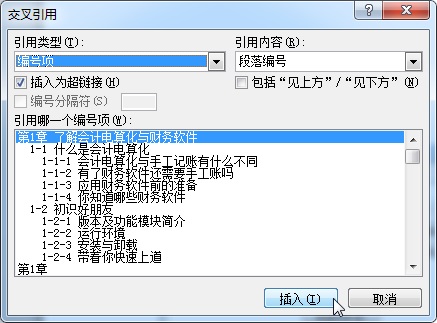 交叉引用
引用类型(T):
引用内容(R):
编号项
段落编号
插入为超链接(H)
包括“见上方”/“见下方”(N)
编号分隔符(S)
引用哪一个编号项(W):
第1章 了解会计电算化与财务软件
1-1 什么是会计电算化
1-1-1 会计电算化与手工记账有什么不同
1-1-2 有了财务软件还需要手工账吗
1-1-3 应用财务软件前的准备
1-1-4 你知道哪些财务软件
1-2 初识好朋友
1-2-1 版本及功能模块简介
1-2-2 运行环境
1-2-3 安装与卸载
1-2-4 带着你快速上道
第1章
插入(I)
取消